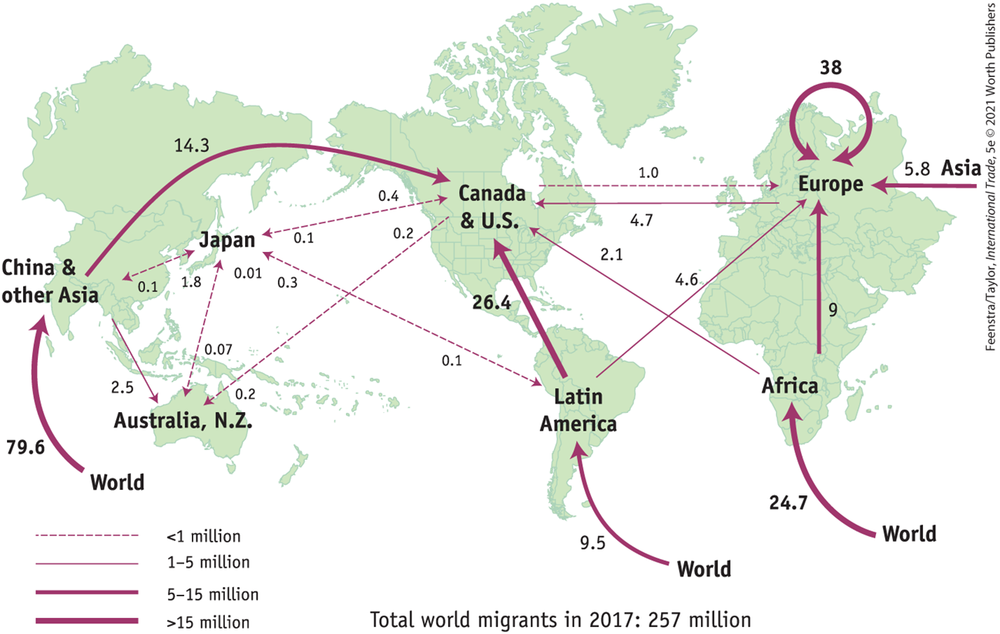 38
14.3
1.0
5.8
Asia
Europe
Canada
& U.S.
0.4
4.7
0.2
0.1
Japan
2.1
China &
other Asia
0.1
1.8
0.01
0.3
4.6
26.4
9
0.07
0.1
2.5
0.2
Latin
America
Africa
Australia, N.Z.
79.6
World
24.7
World
9.5
World
<1 million
1–5 million
5–15 million
>15 million
Total world migrants in 2017: 257 million
Feenstra/Taylor, International Trade, 5e © 2021 Worth Publishers